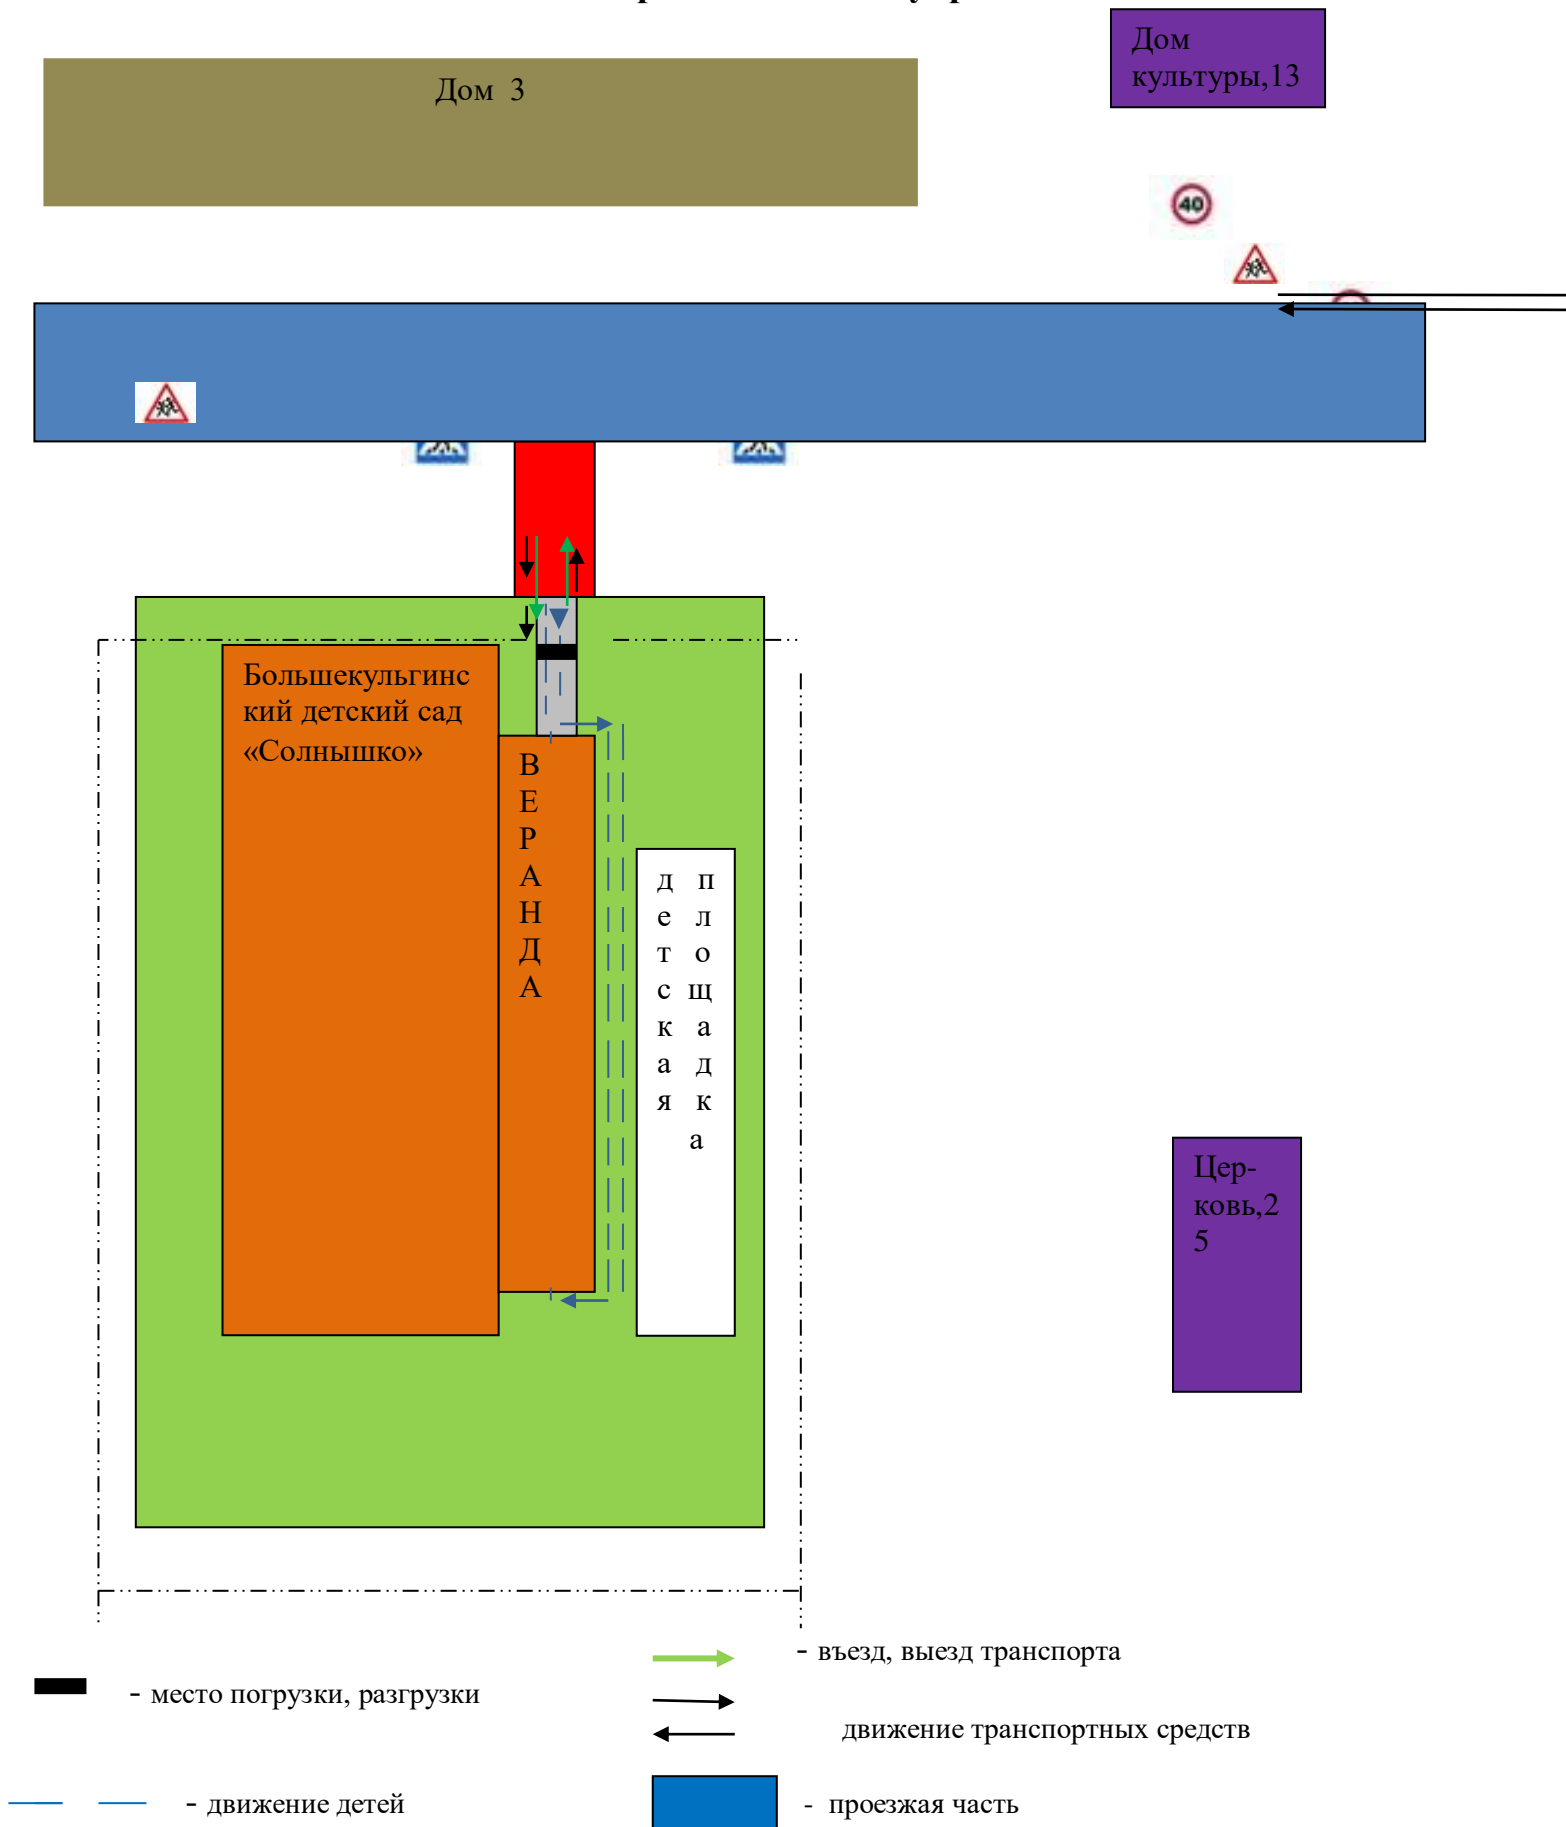 Дом
культуры,13
Дом 3
40
Большекульгинс
кий детский сад
«Солнышко»
В
Е
Р
А
Н
Д
А
д п
е л
т о
с щ
к а
а д
я к
а
Цер-
ковь,2
5
- въезд, выезд транспорта
- место погрузки, разгрузки
движение транспортных средств
- движение детей
- проезжая часть